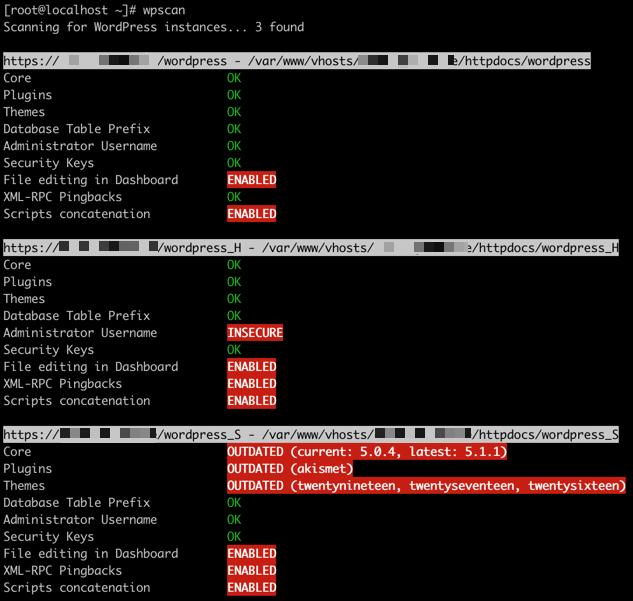 [root@localhost ~]# wpscan
Scanning for WordPress instances... 3 found
https:// /wordpress - /var/www/vhosts/ e/httpdocs/wordpress
Core OK
Plugins OK
Themes OK
Database Table Prefix OK
Administrator Username OK
Security Keys OK
File editing in Dashboard ENABLED
XML-RPC Pingbacks OK
Scripts concatenation ENABLED
https:// /wordpress_H - /var/www/vhosts/ e/httpdocs/wordpress_H
Core OK
Plugins OK
Themes OK
Database Table Prefix OK
Administrator Username INSECURE
Security Keys OK
File editing in Dashboard ENABLED
XML-RPC Pingbacks ENABLED
Scripts concatenation ENABLED
https:// /wordpress_S - /var/www/vhosts/ /httpdocs/wordpress_S
Core OUTDATED (current: 5.0.4, latest: 5.1.1)
Plugins OUTDATED (akismet)
Themes OUTDATED (twentynineteen, twentyseventeen, twentysixteen)
Database Table Prefix OK
Administrator Username OK
Security Keys OK
File editing in Dashboard ENABLED
XML-RPC Pingbacks ENABLED
Scripts concatenation ENABLED